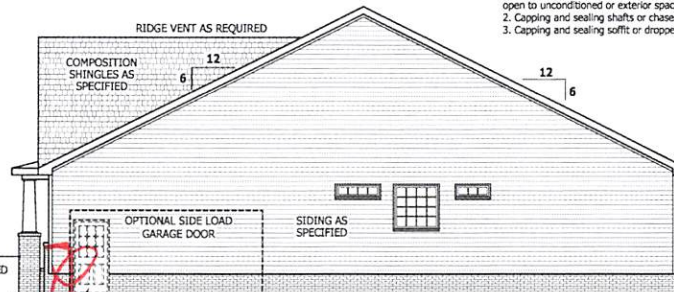 open to unconditioned or exterior spac
2. Capping and sealing shafts or chase
3. Capping and sealing soffit or droppe
RIDGE VENT AS REQUIRED
COMPOSITION
SHINGLES AS
SPECIFIED
12
6
12
6
OPTIONAL SIDE LOAD
GARAGE DOOR
SIDING AS
SPECIFIED
ED